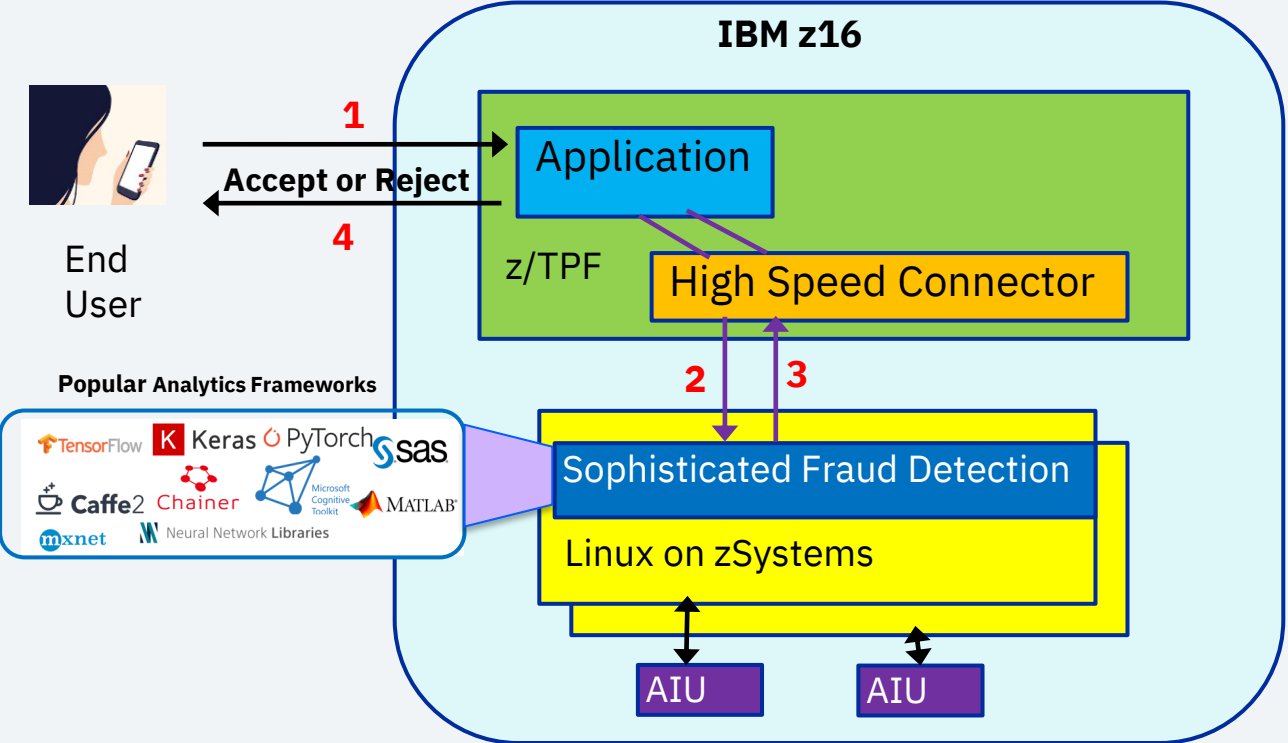 IBM z16
1
Application
Accept or Reject
4
z/TPF
End
User
High Speed Connector
2
3
Popular Analytics Frameworks
TensorFlow
K Keras
PyTorch
sas
Caffe2
Chainer
Microsoft
Cognitive
Toolkit
MATLAB®
mxnet
Neural Network Libraries
Sophisticated Fraud Detection
Linux on zSystems
AIU
AIU